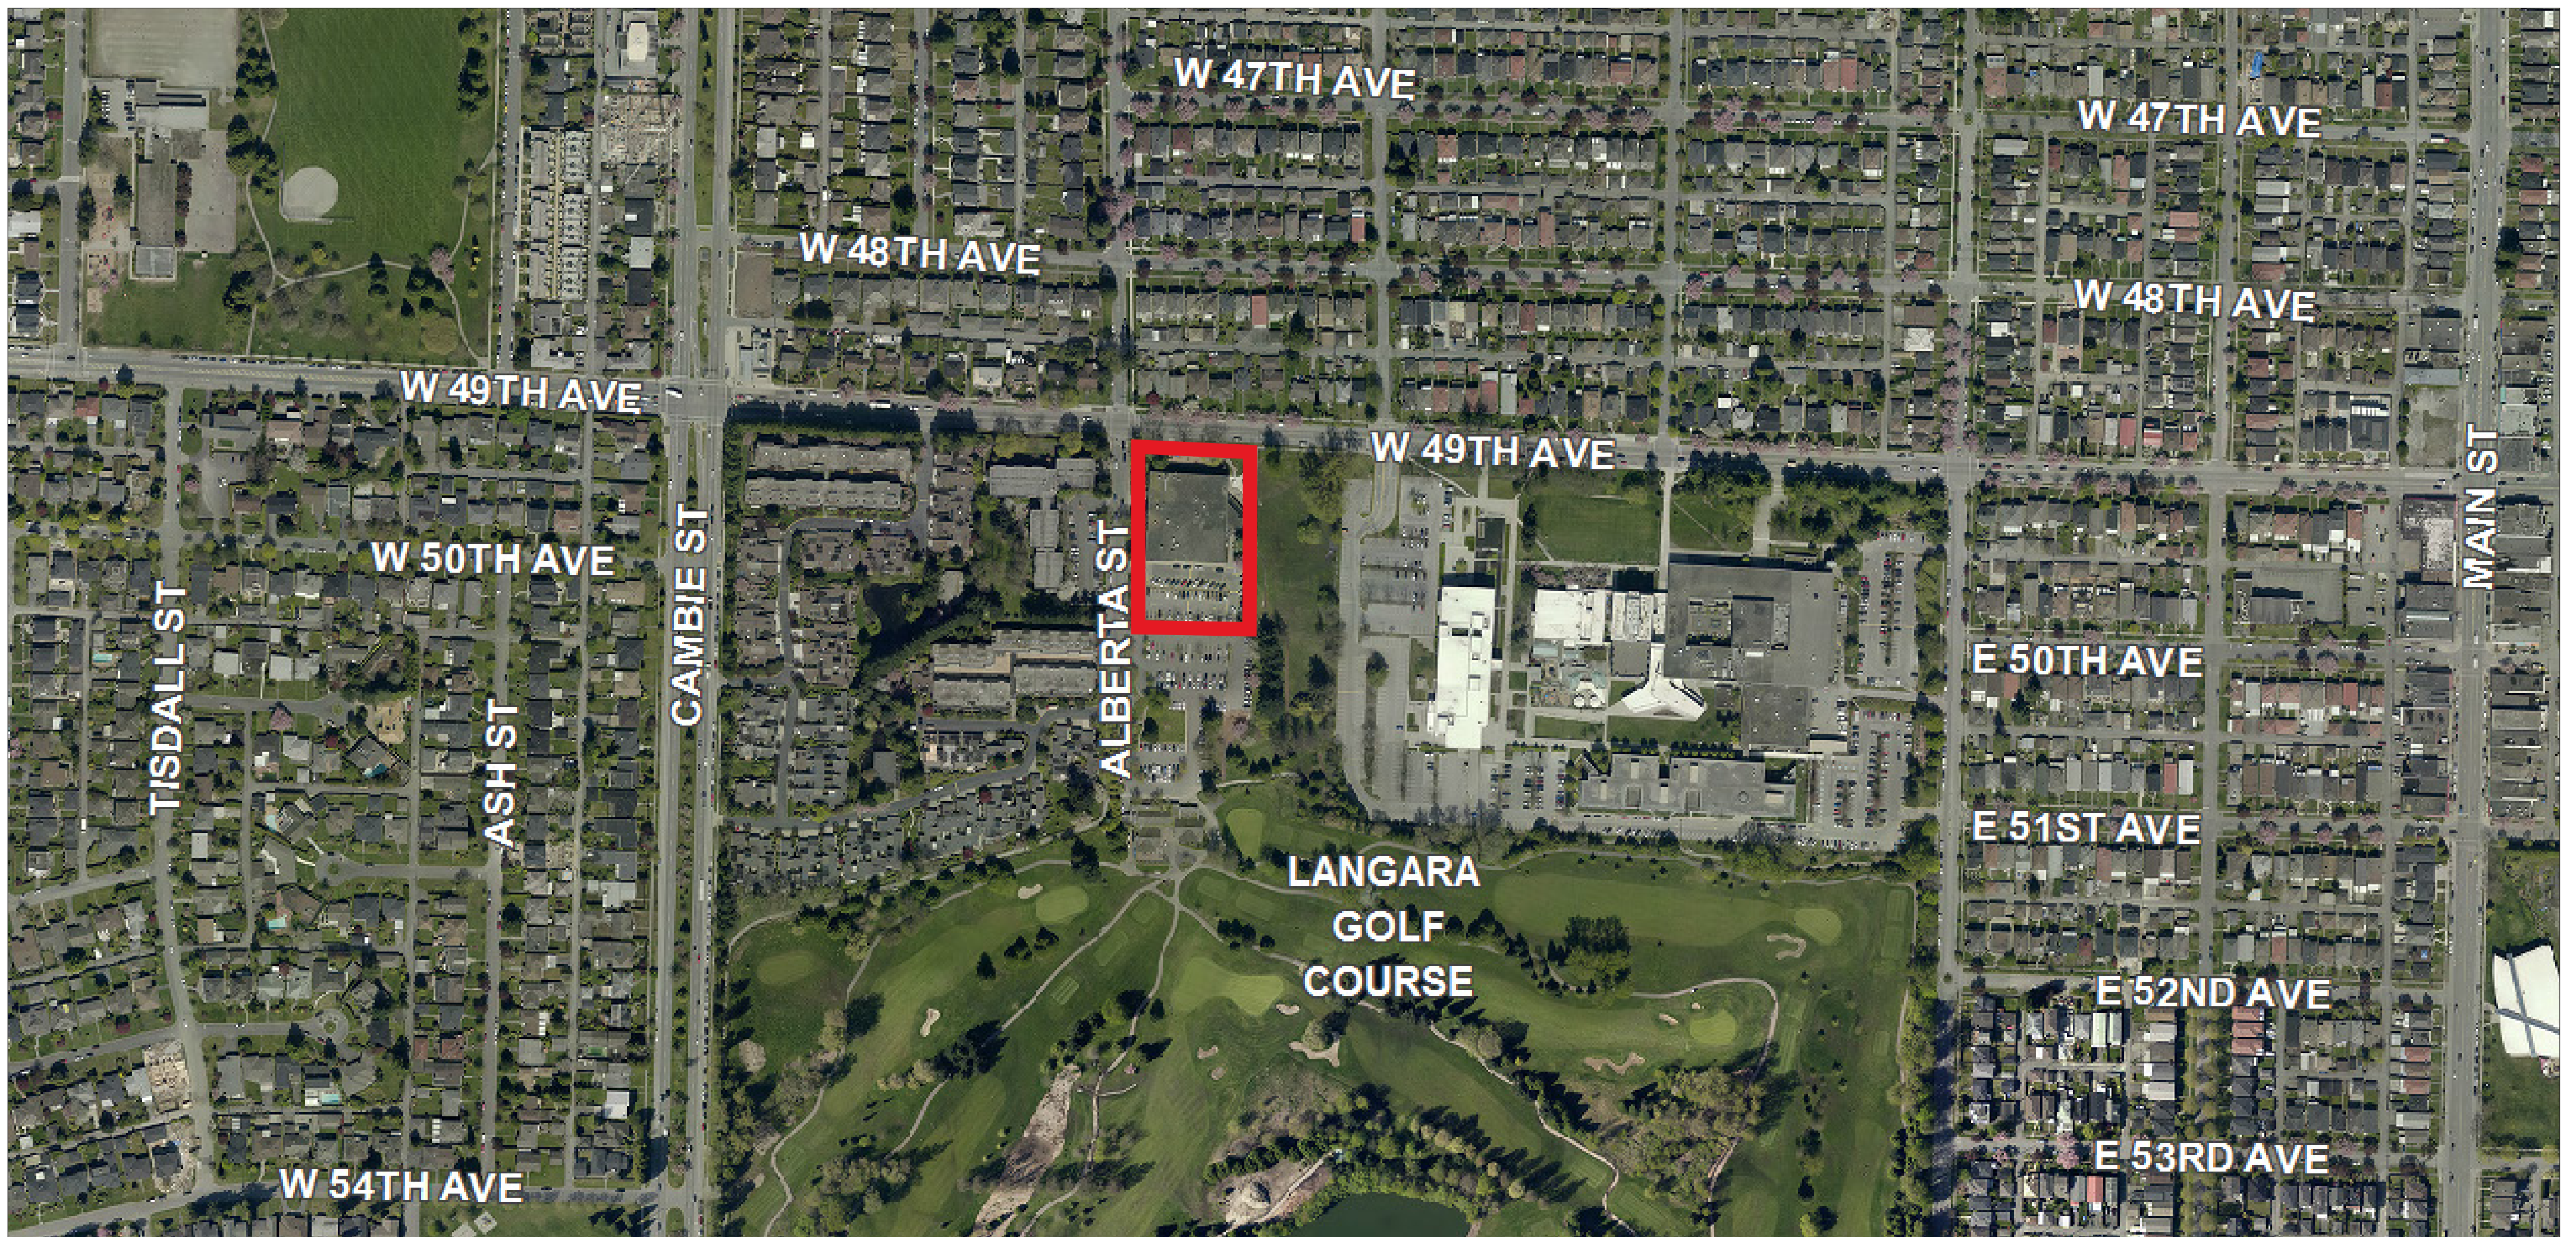 W 47TH AVE
W 47TH AVE
W 48TH AVE
W 48TH AVE
W 49TH AVE
W 49TH AVE
W 50TH AVE
TISDALL ST
ASH ST
CAMBIE ST
ALBERTA ST
MAIN ST
E 50TH AVE
E 51ST AVE
LANGARA
GOLF
COURSE
E 52ND AVE
E 53RD AVE
W 54TH AVE